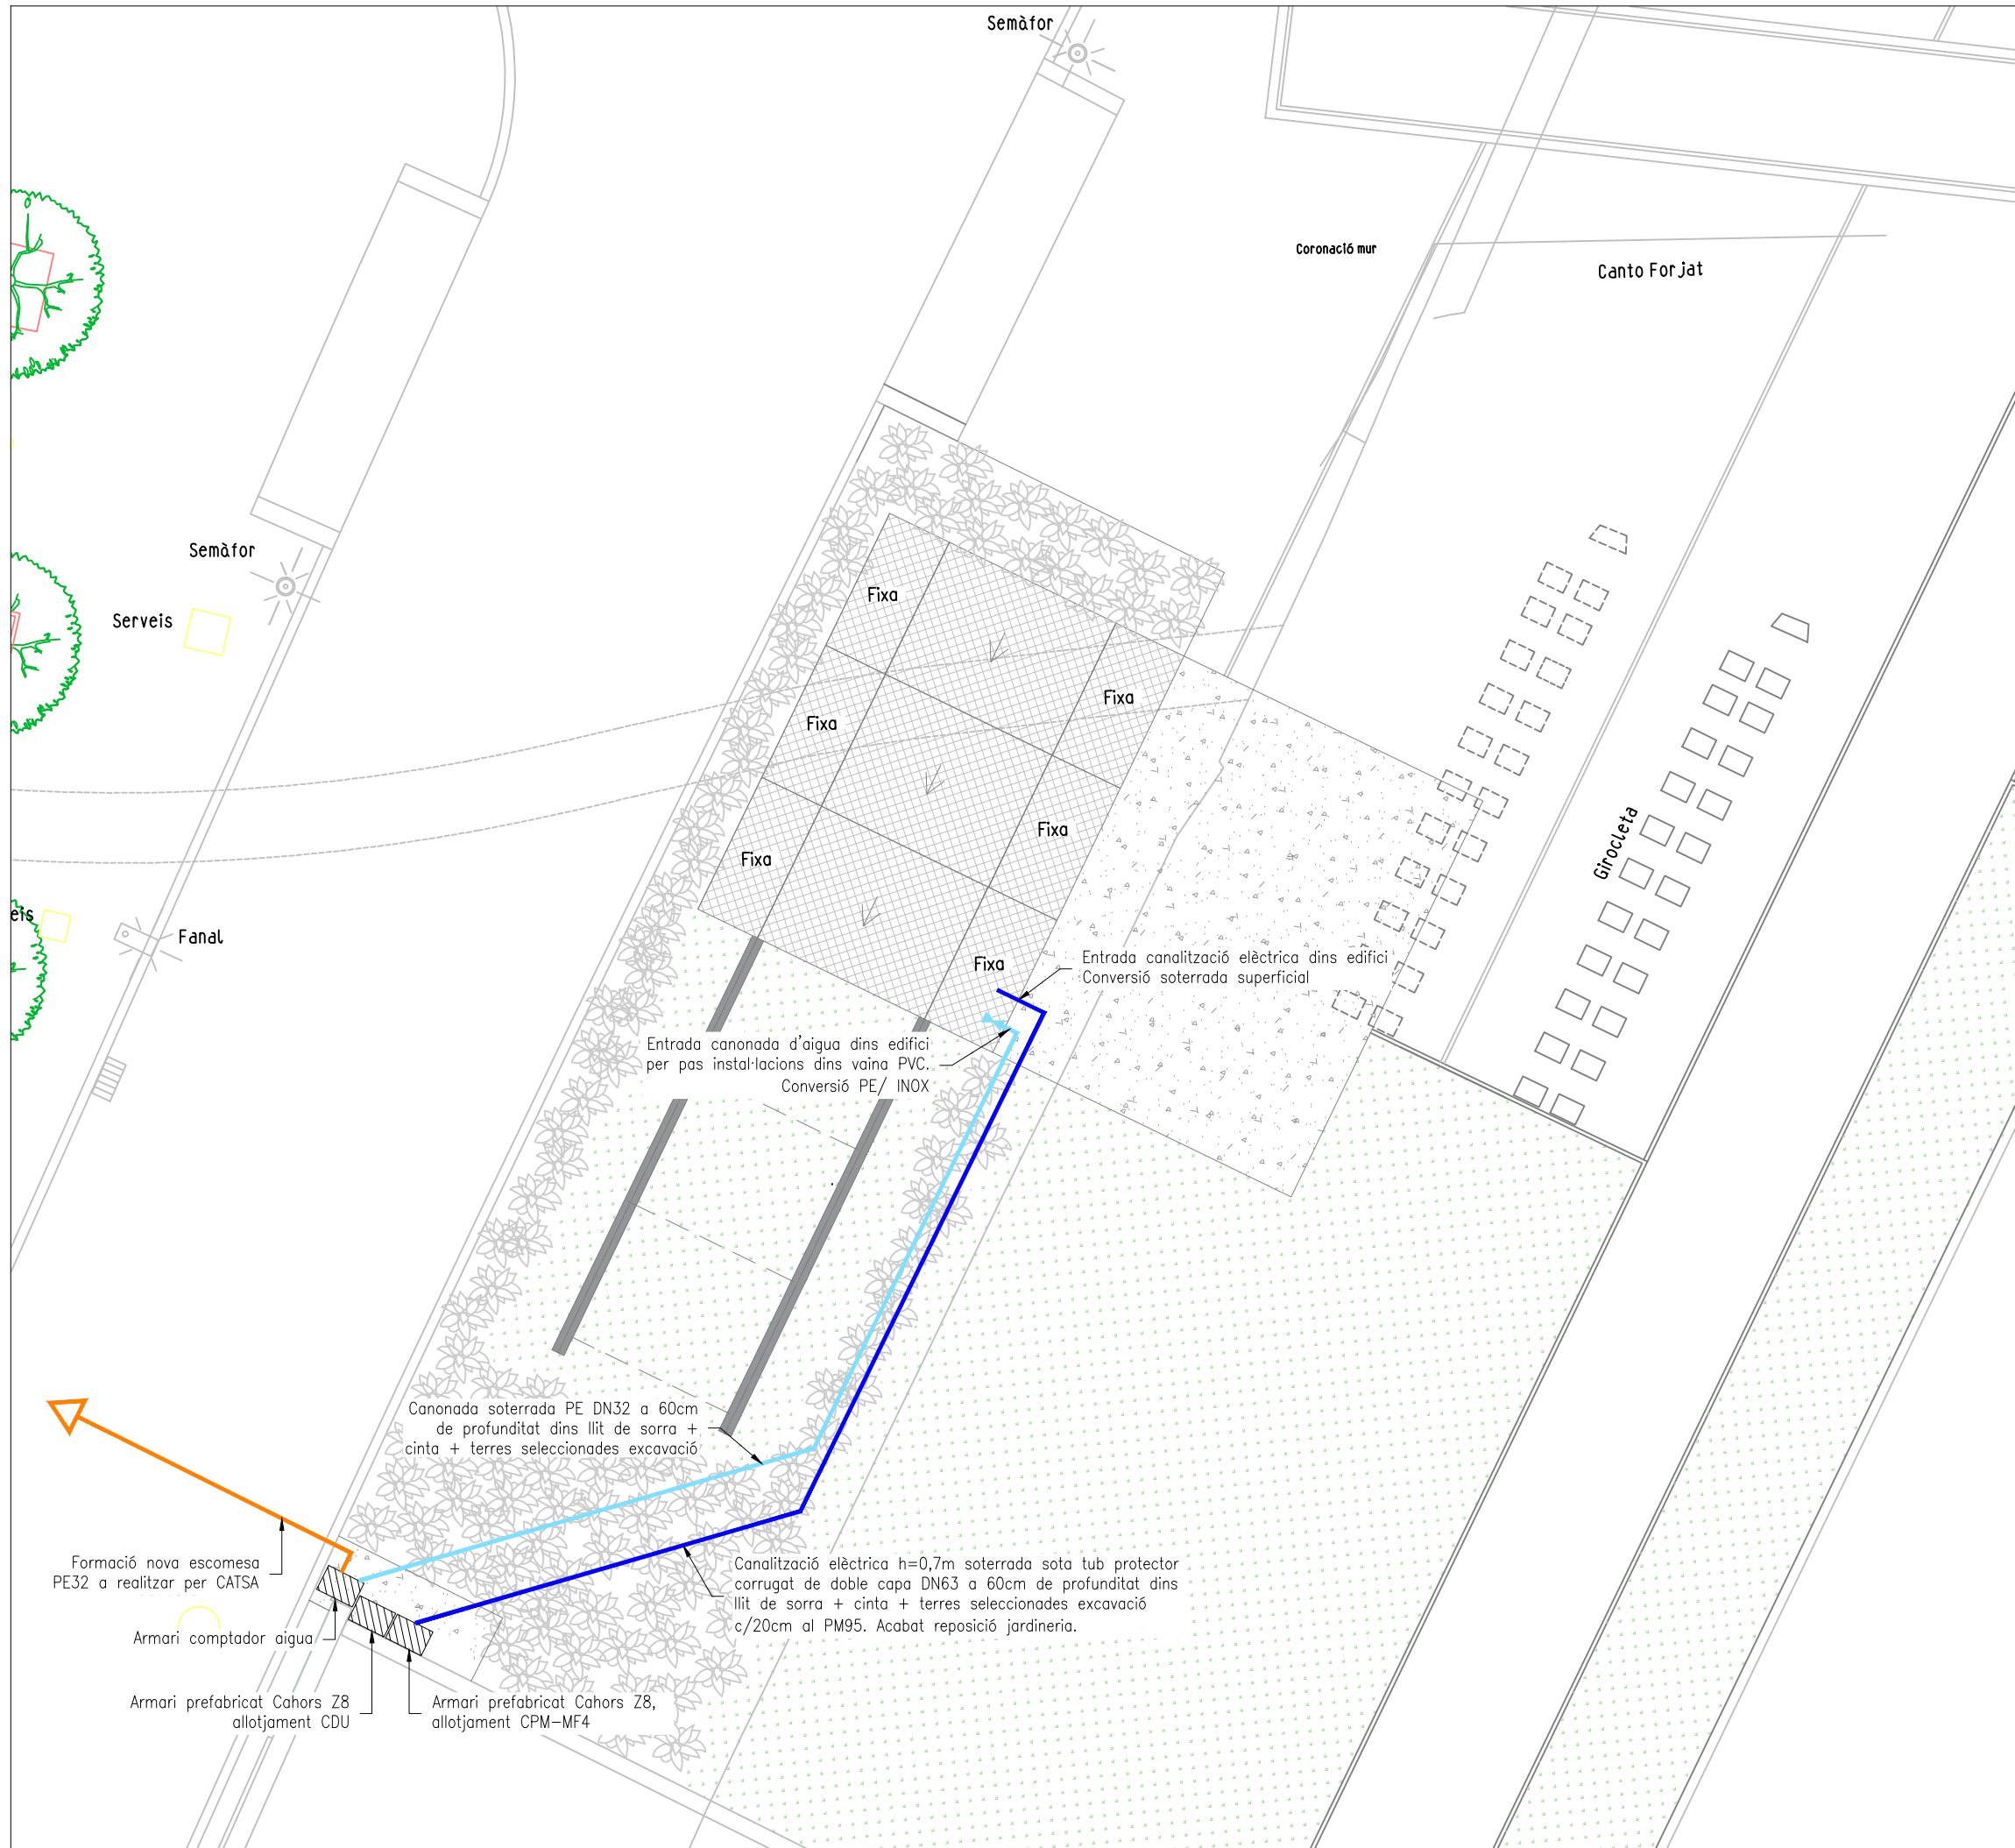 Semàfor
Coronació mur
Canto Forjat
Semàfor
Serveis
Fixa
Fixa
Fixa
Fixa
Fixa
Fixa
Girocleta
eis
Fanal
Entrada canalització elèctrica dins edifici
Conversió soterrada superficial
Entrada canonada d'aigua dins edifici
per pas instal·lacions dins vaina PVC.
Conversió PE/ INOX
Canonada soterrada PE DN32 a 60cm
de profunditat dins llit de sorra +
cinta + terres seleccionades excavació
Formació nova escomesa
PE32 a realitzar per CATSA
Canalització elèctrica h=0,7m soterrada sota tub protector
corrugat de doble capa DN63 a 60cm de profunditat dins
llit de sorra + cinta + terres seleccionades excavació
c/20cm al PM95. Acabat reposició jardineria.
Armari comptador aigua
Armari prefabricat Cahors Z8
allotjament CDU
Armari prefabricat Cahors Z8,
allotjament CPM-MF4